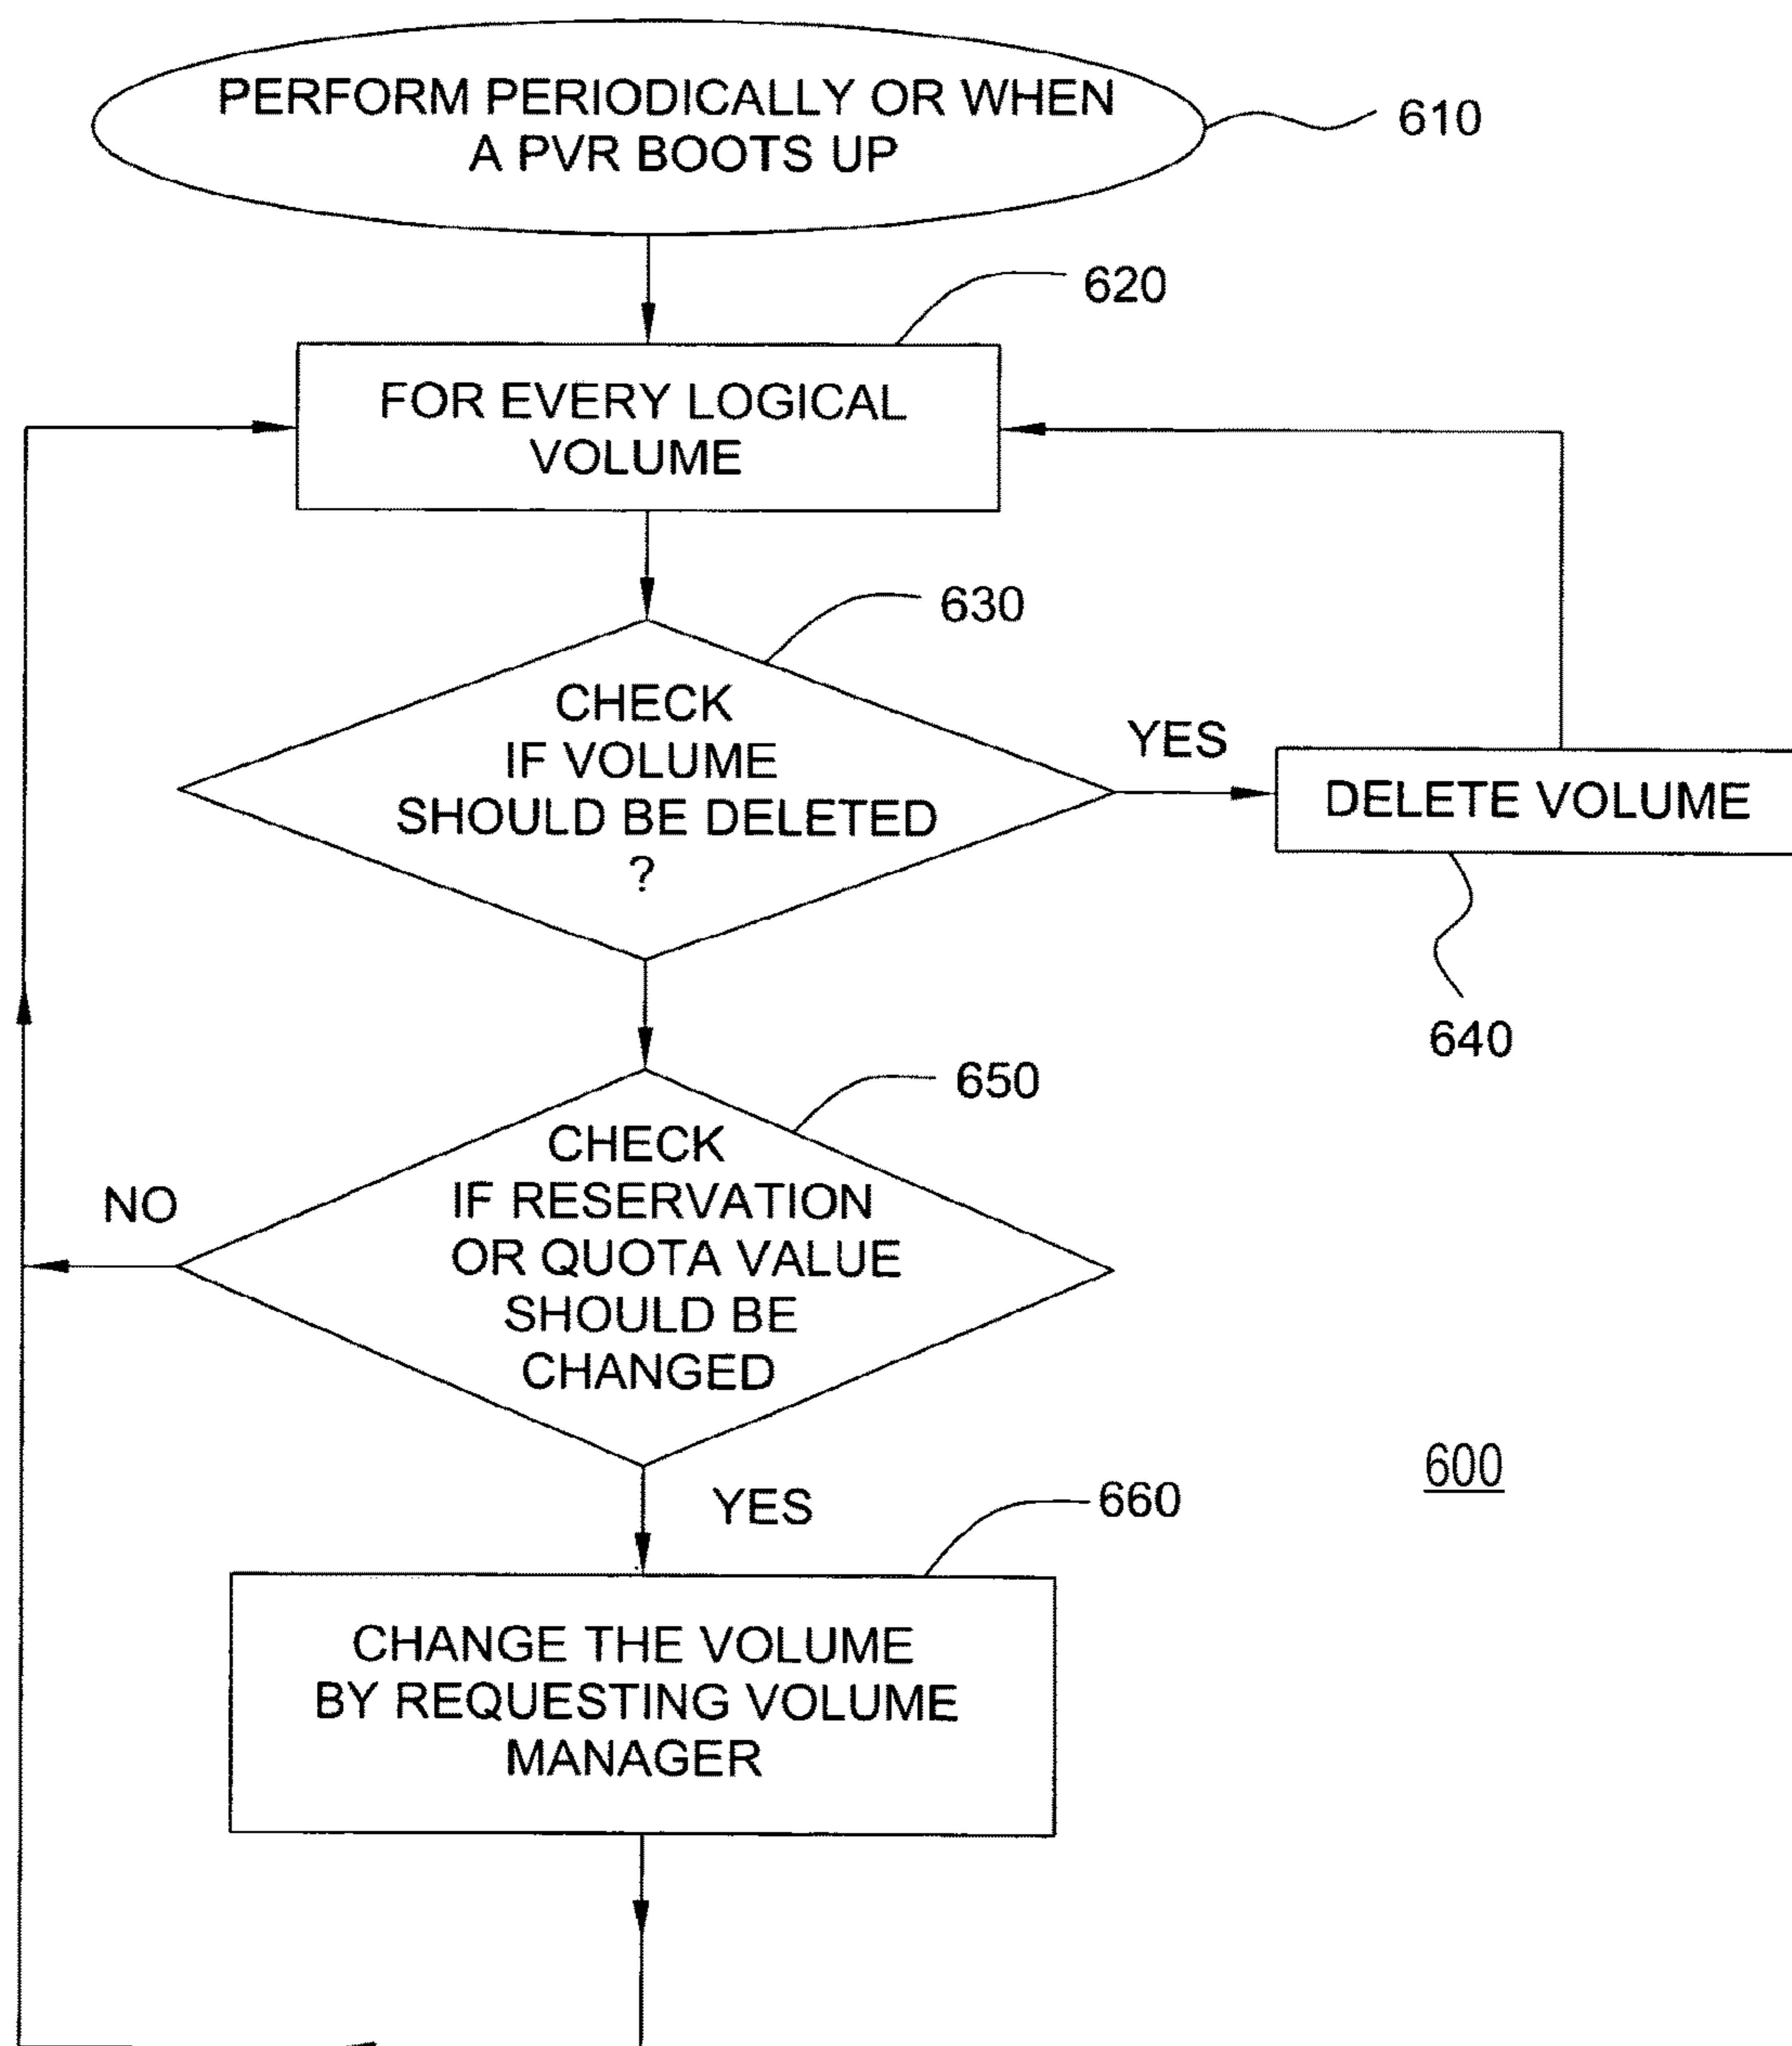 PERFORM PERIODICALLY OR WHEN
A PVR BOOTS UP
610
620
FOR EVERY LOGICAL
VOLUME
630
CHECK
IF VOLUME
SHOULD BE DELETED
?
YES
DELETE VOLUME
640
650
CHECK
IF RESERVATION
OR QUOTA VALUE
SHOULD BE
CHANGED
NO
YES
600
660
CHANGE THE VOLUME
BY REQUESTING VOLUME
MANAGER